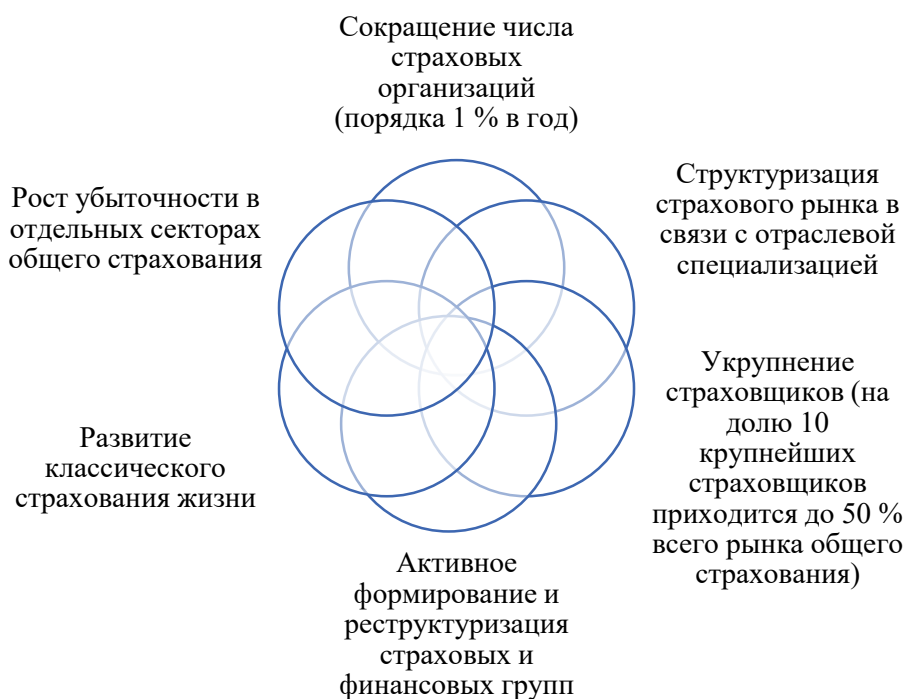 Сокращение числа
страховых
организаций
(порядка 1 % в год)
Структуризация
страхового рынка в
связи с отраслевой
специализацией
Укрупнение
страховщиков (на
долю 10
крупнейших
страховщиков
приходится до 50 %
всего рынка общего
страхования)
Активное
формирование и
реструктуризация
страховых и
финансовых групп
Развитие
классического
страхования жизни
Рост убыточности в
отдельных секторах
общего страхования